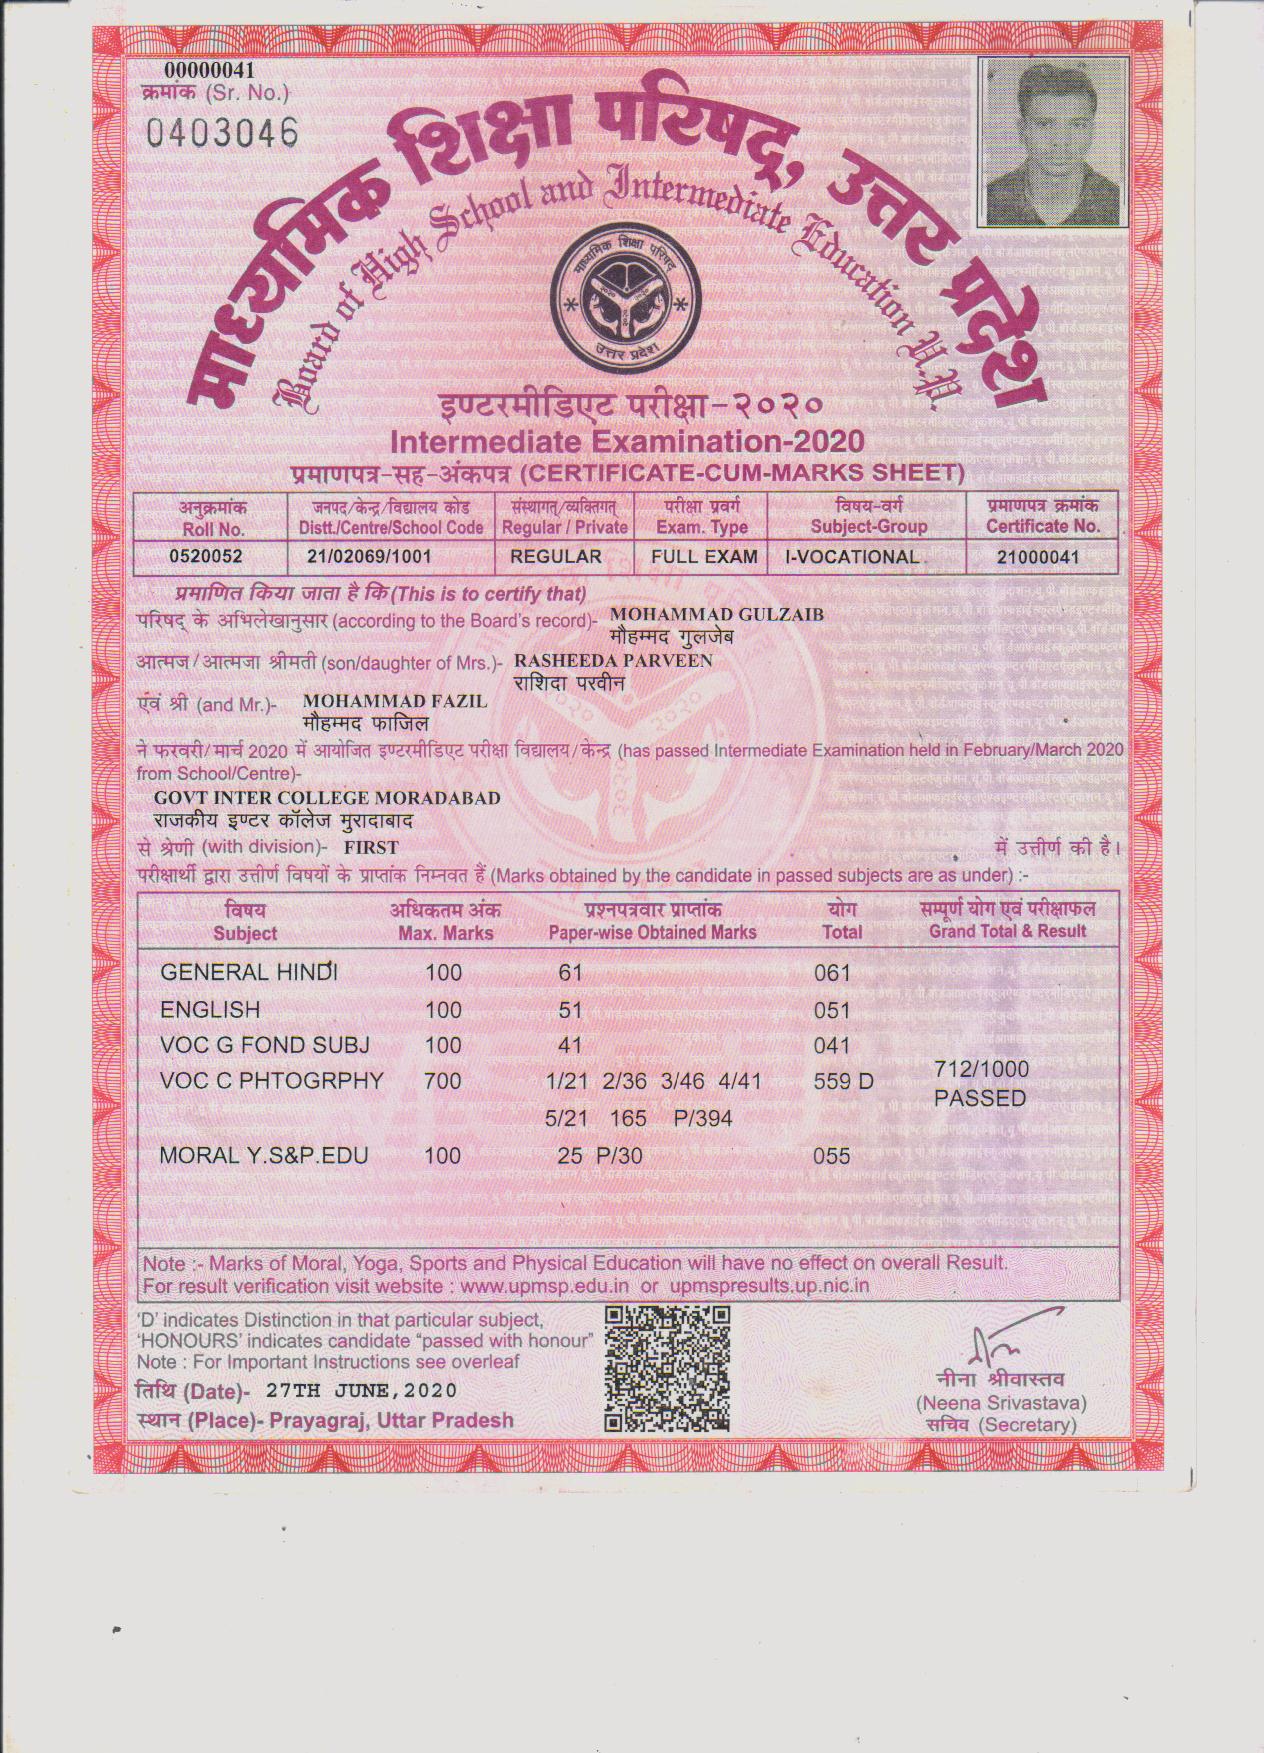 00000041
क्रमांक (Sr. No.)
0403046
माध्यमिक शिक्षा परिषद्, उत्तर प्रदेश
Board of High School and Intermediate Education U.P.
माध्यमिक शिक्षा परिषद्
२०२०
२०२०
२०२०
उत्तर प्रदेश
इण्टरमीडिएट परीक्षा-२०२०
Intermediate Examination-2020
प्रमाणपत्र-सह-अंकपत्र (CERTIFICATE-CUM-MARKS SHEET)
अनुक्रमांक जनपद/केन्द्र/विद्यालय कोड संस्थागत्/व्यक्तिगत् परीक्षा प्रवर्ग विषय-वर्ग प्रमाणपत्र क्रमांक
Roll No. Distt./Centre/School Code Regular / Private Exam. Type Subject-Group Certificate No.
0520052 21/02069/1001 REGULAR FULL EXAM I-VOCATIONAL 21000041
प्रमाणित किया जाता है कि(This is to certify that)
परिषद् के अभिलेखानुसार (according to the Board's record)- MOHAMMAD GULZAIB
मौहम्मद गुलजेब
आत्मज/आत्मजा श्रीमती (son/daughter of Mrs.)- RASHEEDA PARVEEN
राशिदा परवीन
एवं श्री (and Mr.)- MOHAMMAD FAZIL
मौहम्मद फाजिल
ने फरवरी/मार्च 2020 में आयोजित इण्टरमीडिएट परीक्षा विद्यालय/केन्द्र (has passed Intermediate Examination held in February/March 2020
from School/Centre)-
GOVT INTER COLLEGE MORADABAD
राजकीय इण्टर कॉलेज मुरादाबाद
से श्रेणी (with division)- FIRST में उत्तीर्ण की है।
परीक्षार्थी द्वारा उत्तीर्ण विषयों के प्राप्तांक निम्नवत हैं (Marks obtained by the candidate in passed subjects are as under) :-
विषय अधिकतम अंक प्रश्नपत्रवार प्राप्तांक योग सम्पूर्ण योग एवं परीक्षाफल
Subject Max. Marks Paper-wise Obtained Marks Total Grand Total & Result
GENERAL HINDI 100 61 061
ENGLISH 100 51 051
VOC G FOND SUBJ 100 41 041
VOC C PHTOGRPHY 700 1/21 2/36 3/46 4/41 559 D 712/1000
PASSED
5/21 165 P/394
MORAL Y.S&P.EDU 100 25 P/30 055
Note :- Marks of Moral, Yoga, Sports and Physical Education will have no effect on overall Result.
For result verification visit website : www.upmsp.edu.in or upmspresults.up.nic.in
'D' indicates Distinction in that particular subject,
'HONOURS' indicates candidate "passed with honour"
Note : For Important Instructions see overleaf
तिथि (Date)- 27TH JUNE,2020
स्थान (Place)- Prayagraj, Uttar Pradesh
नीना श्रीवास्तव
(Neena Srivastava)
सचिव (Secretary)